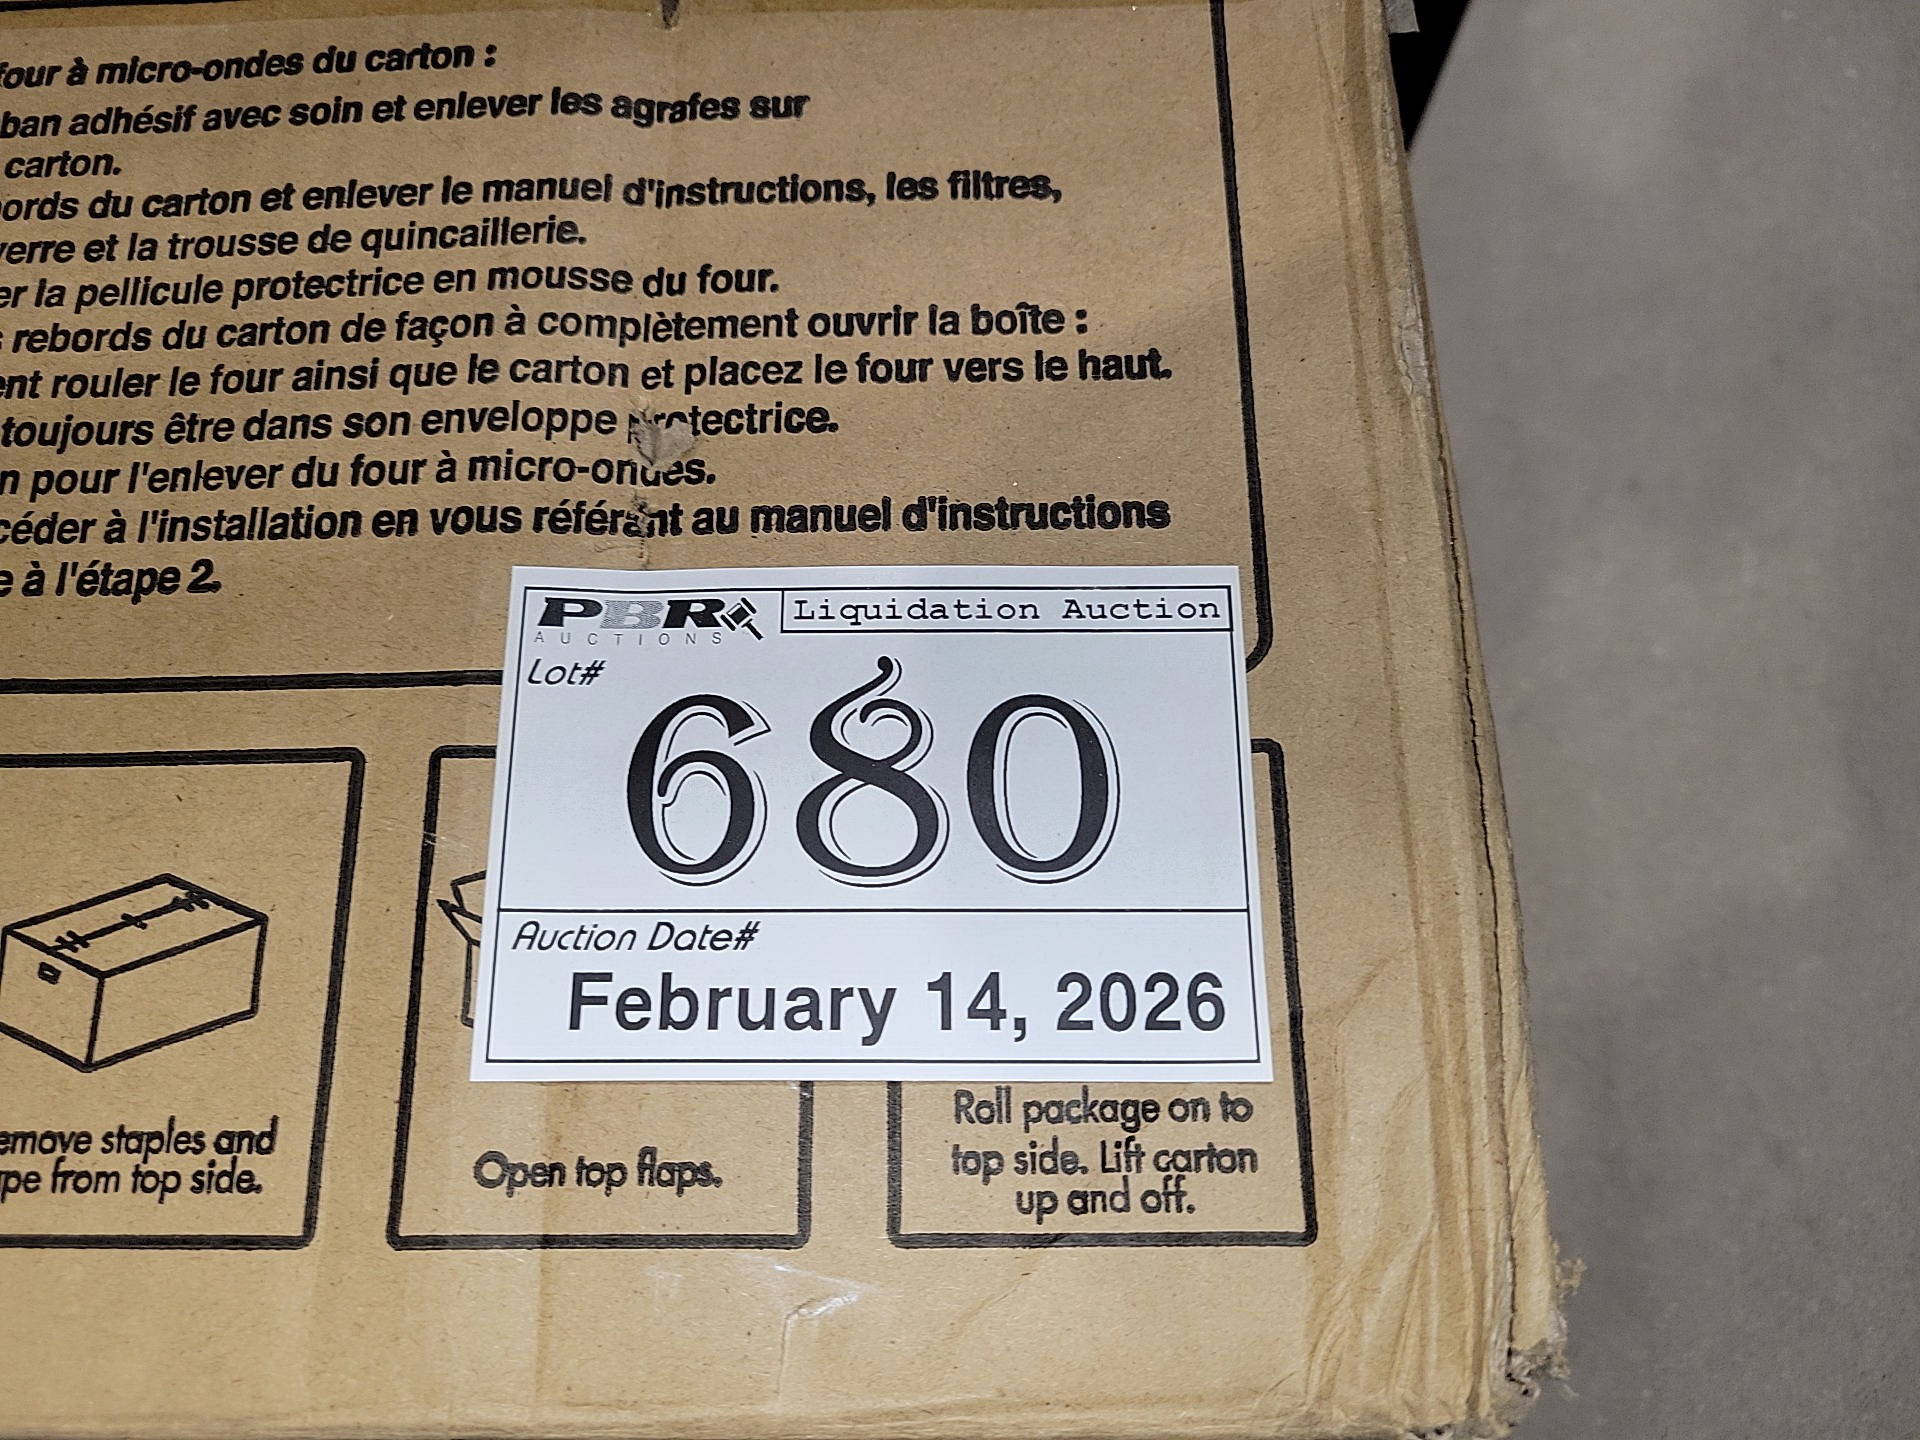 four à micro-ondes du carton :
ban adhésif avec soin et enlever les agrafes sur
carton.
ords du carton et enlever le manuel d'instructions, les filtres,
verre et la trousse de quincaillerie.
er la pellicule protectrice en mousse du four.
rebords du carton de façon à complètement ouvrir la boîte :
ent rouler le four ainsi que le carton et placez le four vers le haut.
toujours être dans son enveloppe protectrice.
n pour l'enlever du four à micro-ondes.
céder à l'installation en vous référant au manuel d'instructions
e à l'étape 2.
PBR
AUCTIONS
Liquidation Auction
Lot#
680
Auction Date#
February 14, 2026
emove staples and
pe from top side.
Open top flaps.
Roll package on to
top side. Lift carton
up and off.